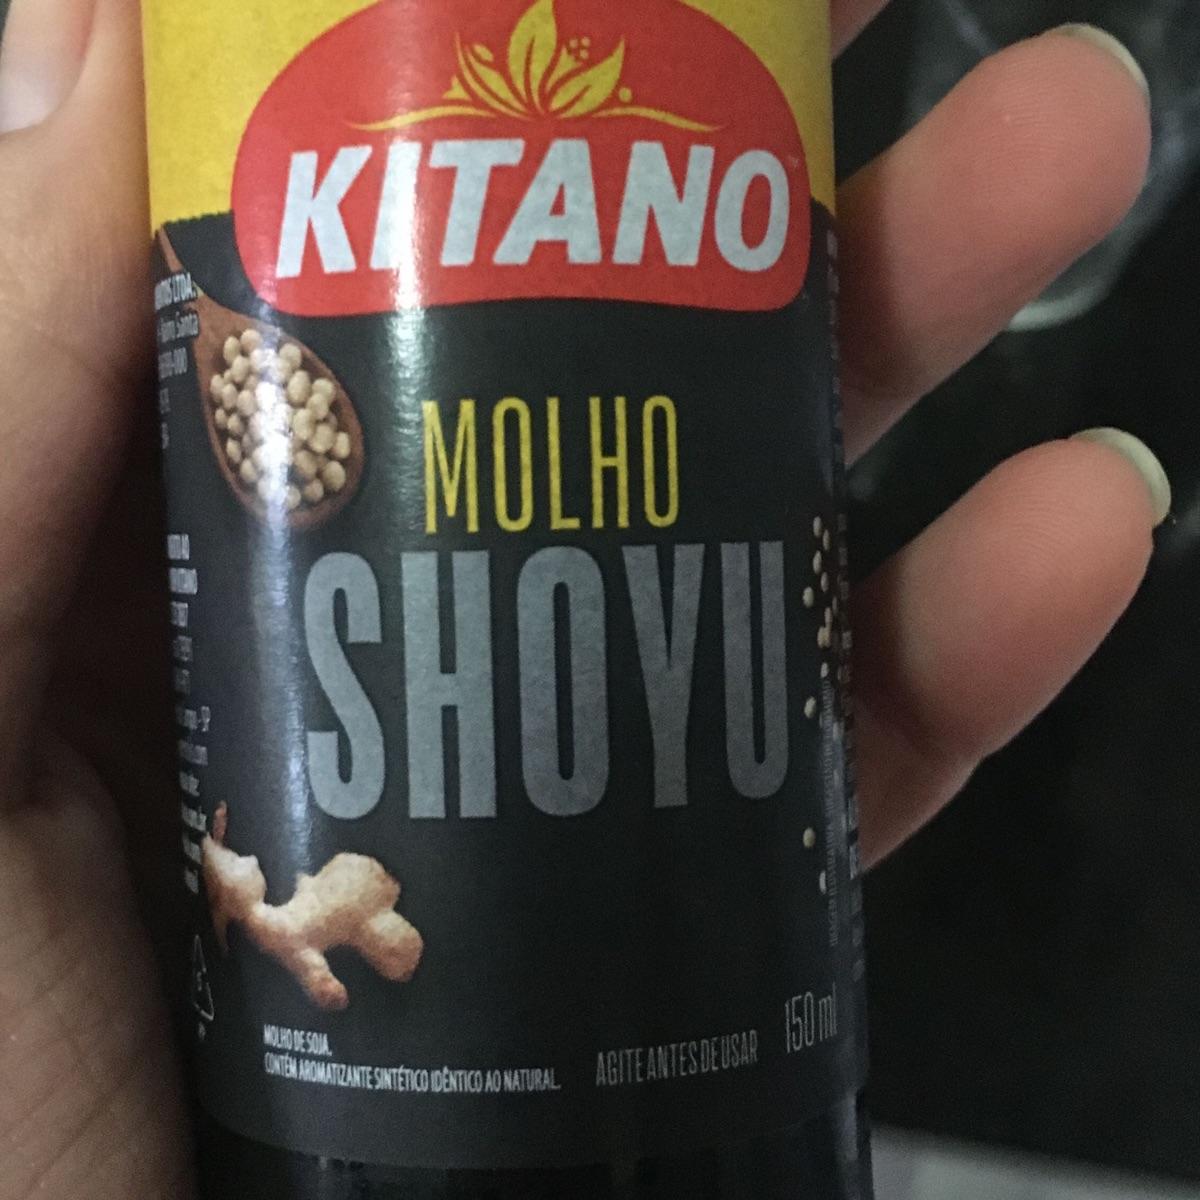 KITANO
MOLHO
SHOYU
MOLHO DE SOJA.
CONTÉM AROMATIZANTE SINTÉTICO IDÊNTICO AO NATURAL.
AGITE ANTES DE USAR
150 ml